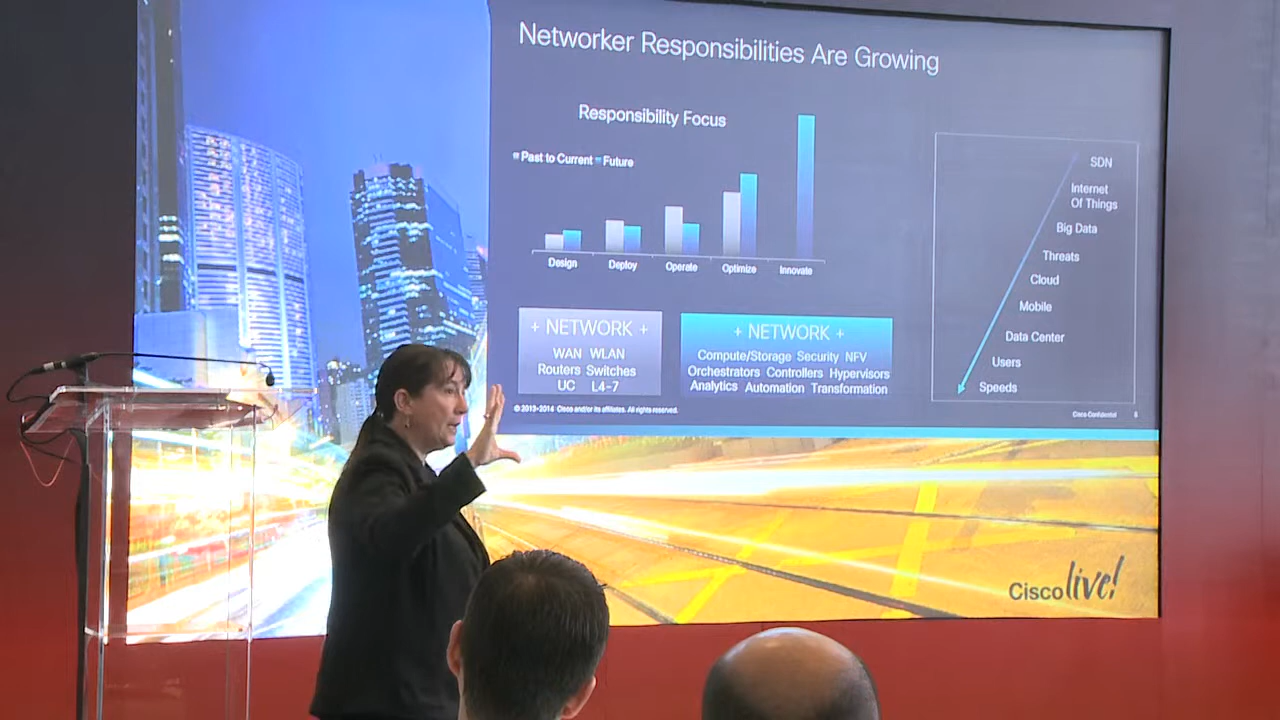 Networker Responsibilities Are Growing
Responsibility Focus
Past to Current Future
Design Deploy Operate Optimize Innovate
+ NETWORK +
WAN WLAN
Routers Switches
UC L4-7
+ NETWORK +
Compute/Storage Security NFV
Orchestrators Controllers Hypervisors
Analytics Automation Transformation
SDN
Internet
Of Things
Big Data
Threats
Cloud
Mobile
Data Center
Users
Speeds
© 2013-2014 Cisco and/or its affiliates. All rights reserved.
Cisco Confidential
Cisco live!